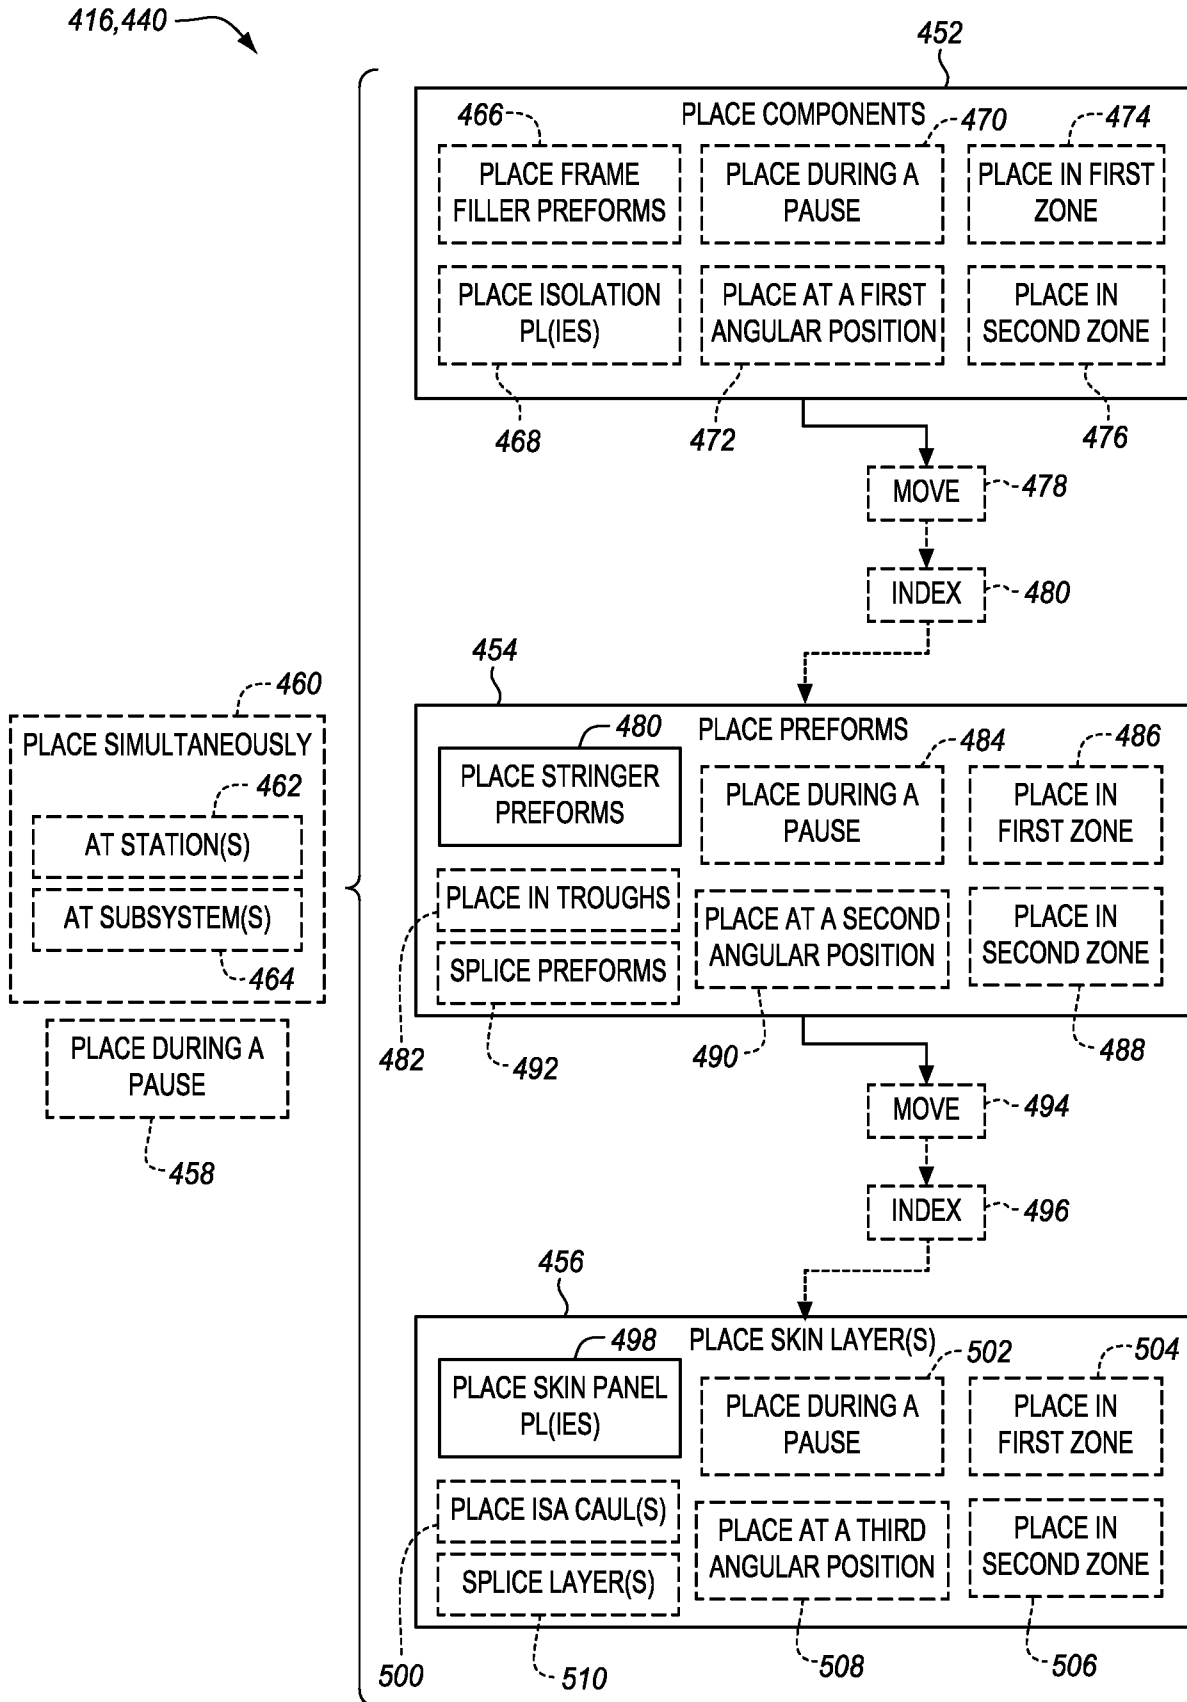 416,440
452
PLACE COMPONENTS
466
470
474
PLACE FRAME
FILLER PREFORMS
PLACE DURING A
PAUSE
PLACE IN FIRST
ZONE
PLACE ISOLATION
PL(IES)
PLACE AT A FIRST
ANGULAR POSITION
PLACE IN
SECOND ZONE
468
472
476
MOVE
478
INDEX
480
454
460
PLACE SIMULTANEOUSLY
462
AT STATION(S)
AT SUBSYSTEM(S)
464
PLACE DURING A
PAUSE
458
PLACE PREFORMS
480
484
486
PLACE STRINGER
PREFORMS
PLACE DURING A
PAUSE
PLACE IN
FIRST ZONE
PLACE IN TROUGHS
SPLICE PREFORMS
PLACE AT A SECOND
ANGULAR POSITION
PLACE IN
SECOND ZONE
482
492
490
488
MOVE
494
INDEX
496
456
PLACE SKIN LAYER(S)
498
502
504
PLACE SKIN PANEL
PL(IES)
PLACE DURING A
PAUSE
PLACE IN
FIRST ZONE
PLACE ISA CAUL(S)
SPLICE LAYER(S)
PLACE AT A THIRD
ANGULAR POSITION
PLACE IN
SECOND ZONE
500
510
508
506